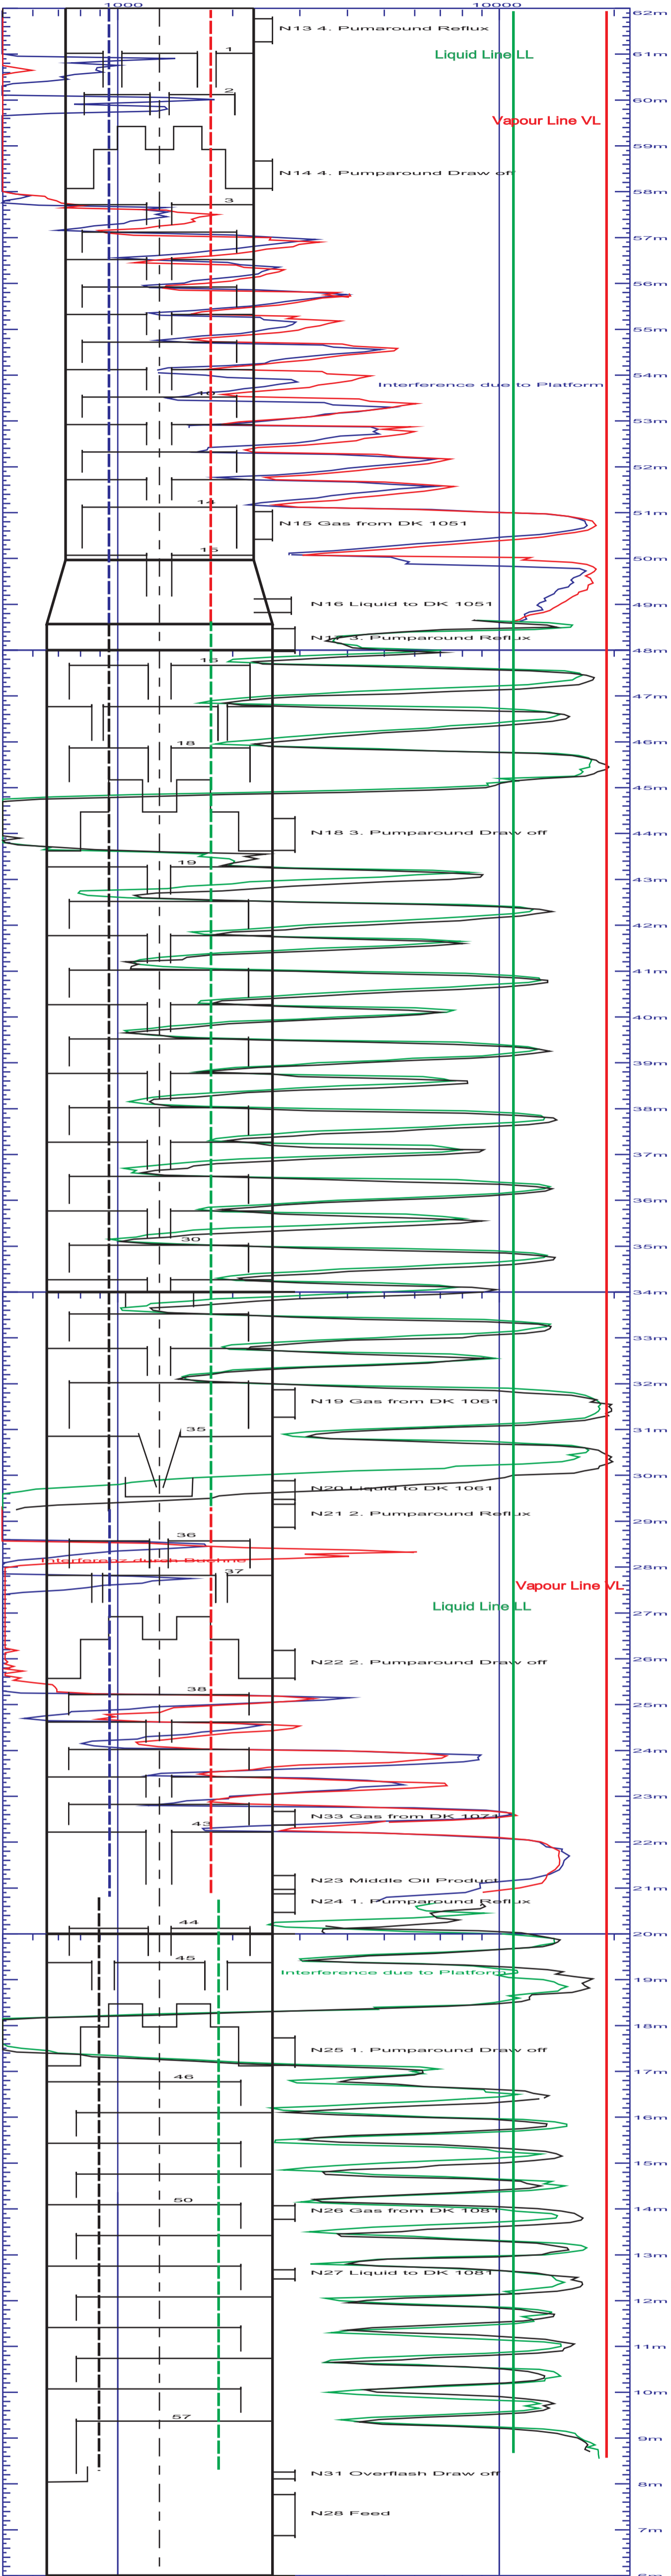 1000 10000
62m
N13 4. Pumaround Reflux
1
61m
Liquid Line LL
2
60m
Vapour Line VL
59m
N14 4. Pumparound Draw off
58m
3
57m
56m
55m
54m
Interference due to Platform
10
53m
52m
14
51m
N15 Gas from DK 1051
15
50m
N16 Liquid to DK 1051
49m
N17 3. Pumparound Reflux
48m
16
47m
18
46m
45m
44m
N18 3. Pumparound Draw off
19
43m
42m
41m
40m
39m
38m
37m
36m
30
35m
34m
33m
32m
N19 Gas from DK 1061
35
31m
30m
N20 Liquid to DK 1061
N21 2. Pumparound Reflux
29m
36
Interferenz durch Buehne
28m
37
Vapour Line VL
Liquid Line LL
27m
N22 2. Pumparound Draw off
26m
38
25m
24m
23m
N33 Gas from DK 1074
43
22m
N23 Middle Oil Product
21m
N24 1. Pumparound Reflux
44
20m
45
Interference due to Platform
19m
18m
N25 1. Pumparound Draw off
17m
46
16m
15m
50
14m
N26 Gas from DK 1081
13m
N27 Liquid to DK 1081
12m
11m
10m
57
9m
N31 Overflash Draw off
8m
N28 Feed
7m